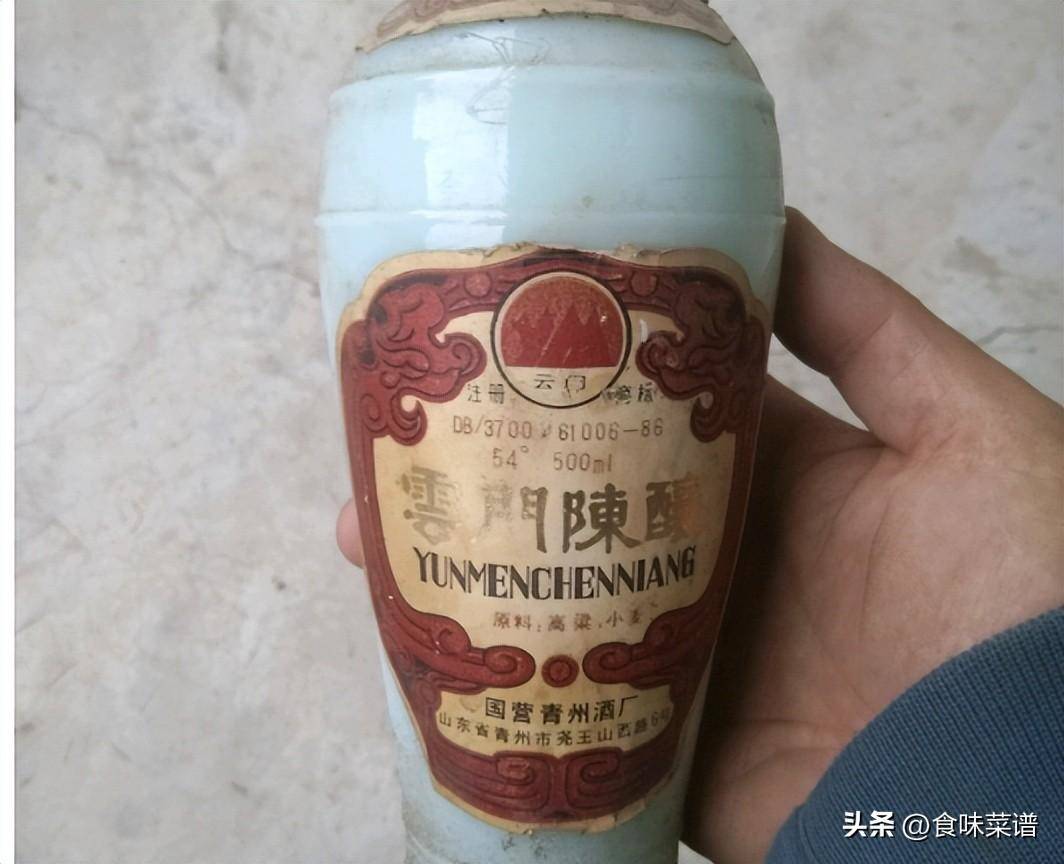 云门
注册 商标
DB/3700 61006-86
54° 500ml
雲門陳釀
YUNMENCHENNIANG
原料:高粱、小麦
国营青州酒厂
山东省青州市尧王山西路6号
头条 @食味菜谱